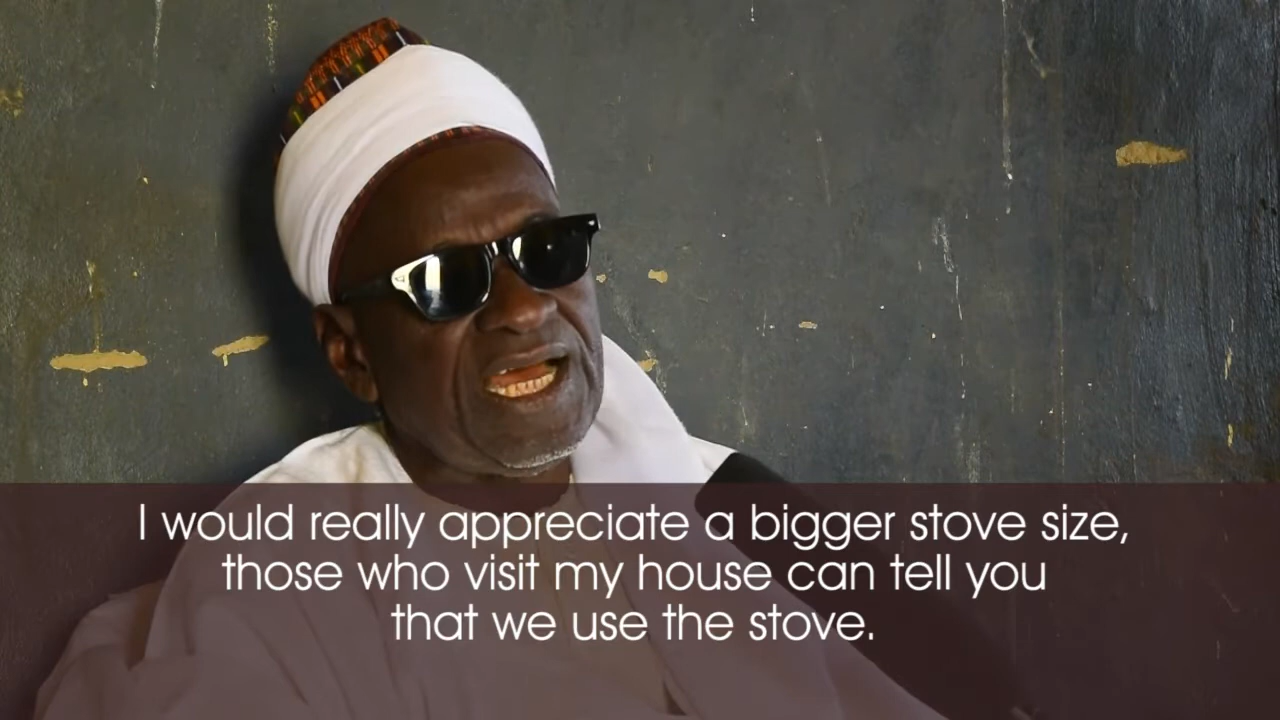 I would really appreciate a bigger stove size,
those who visit my house can tell you
that we use the stove.